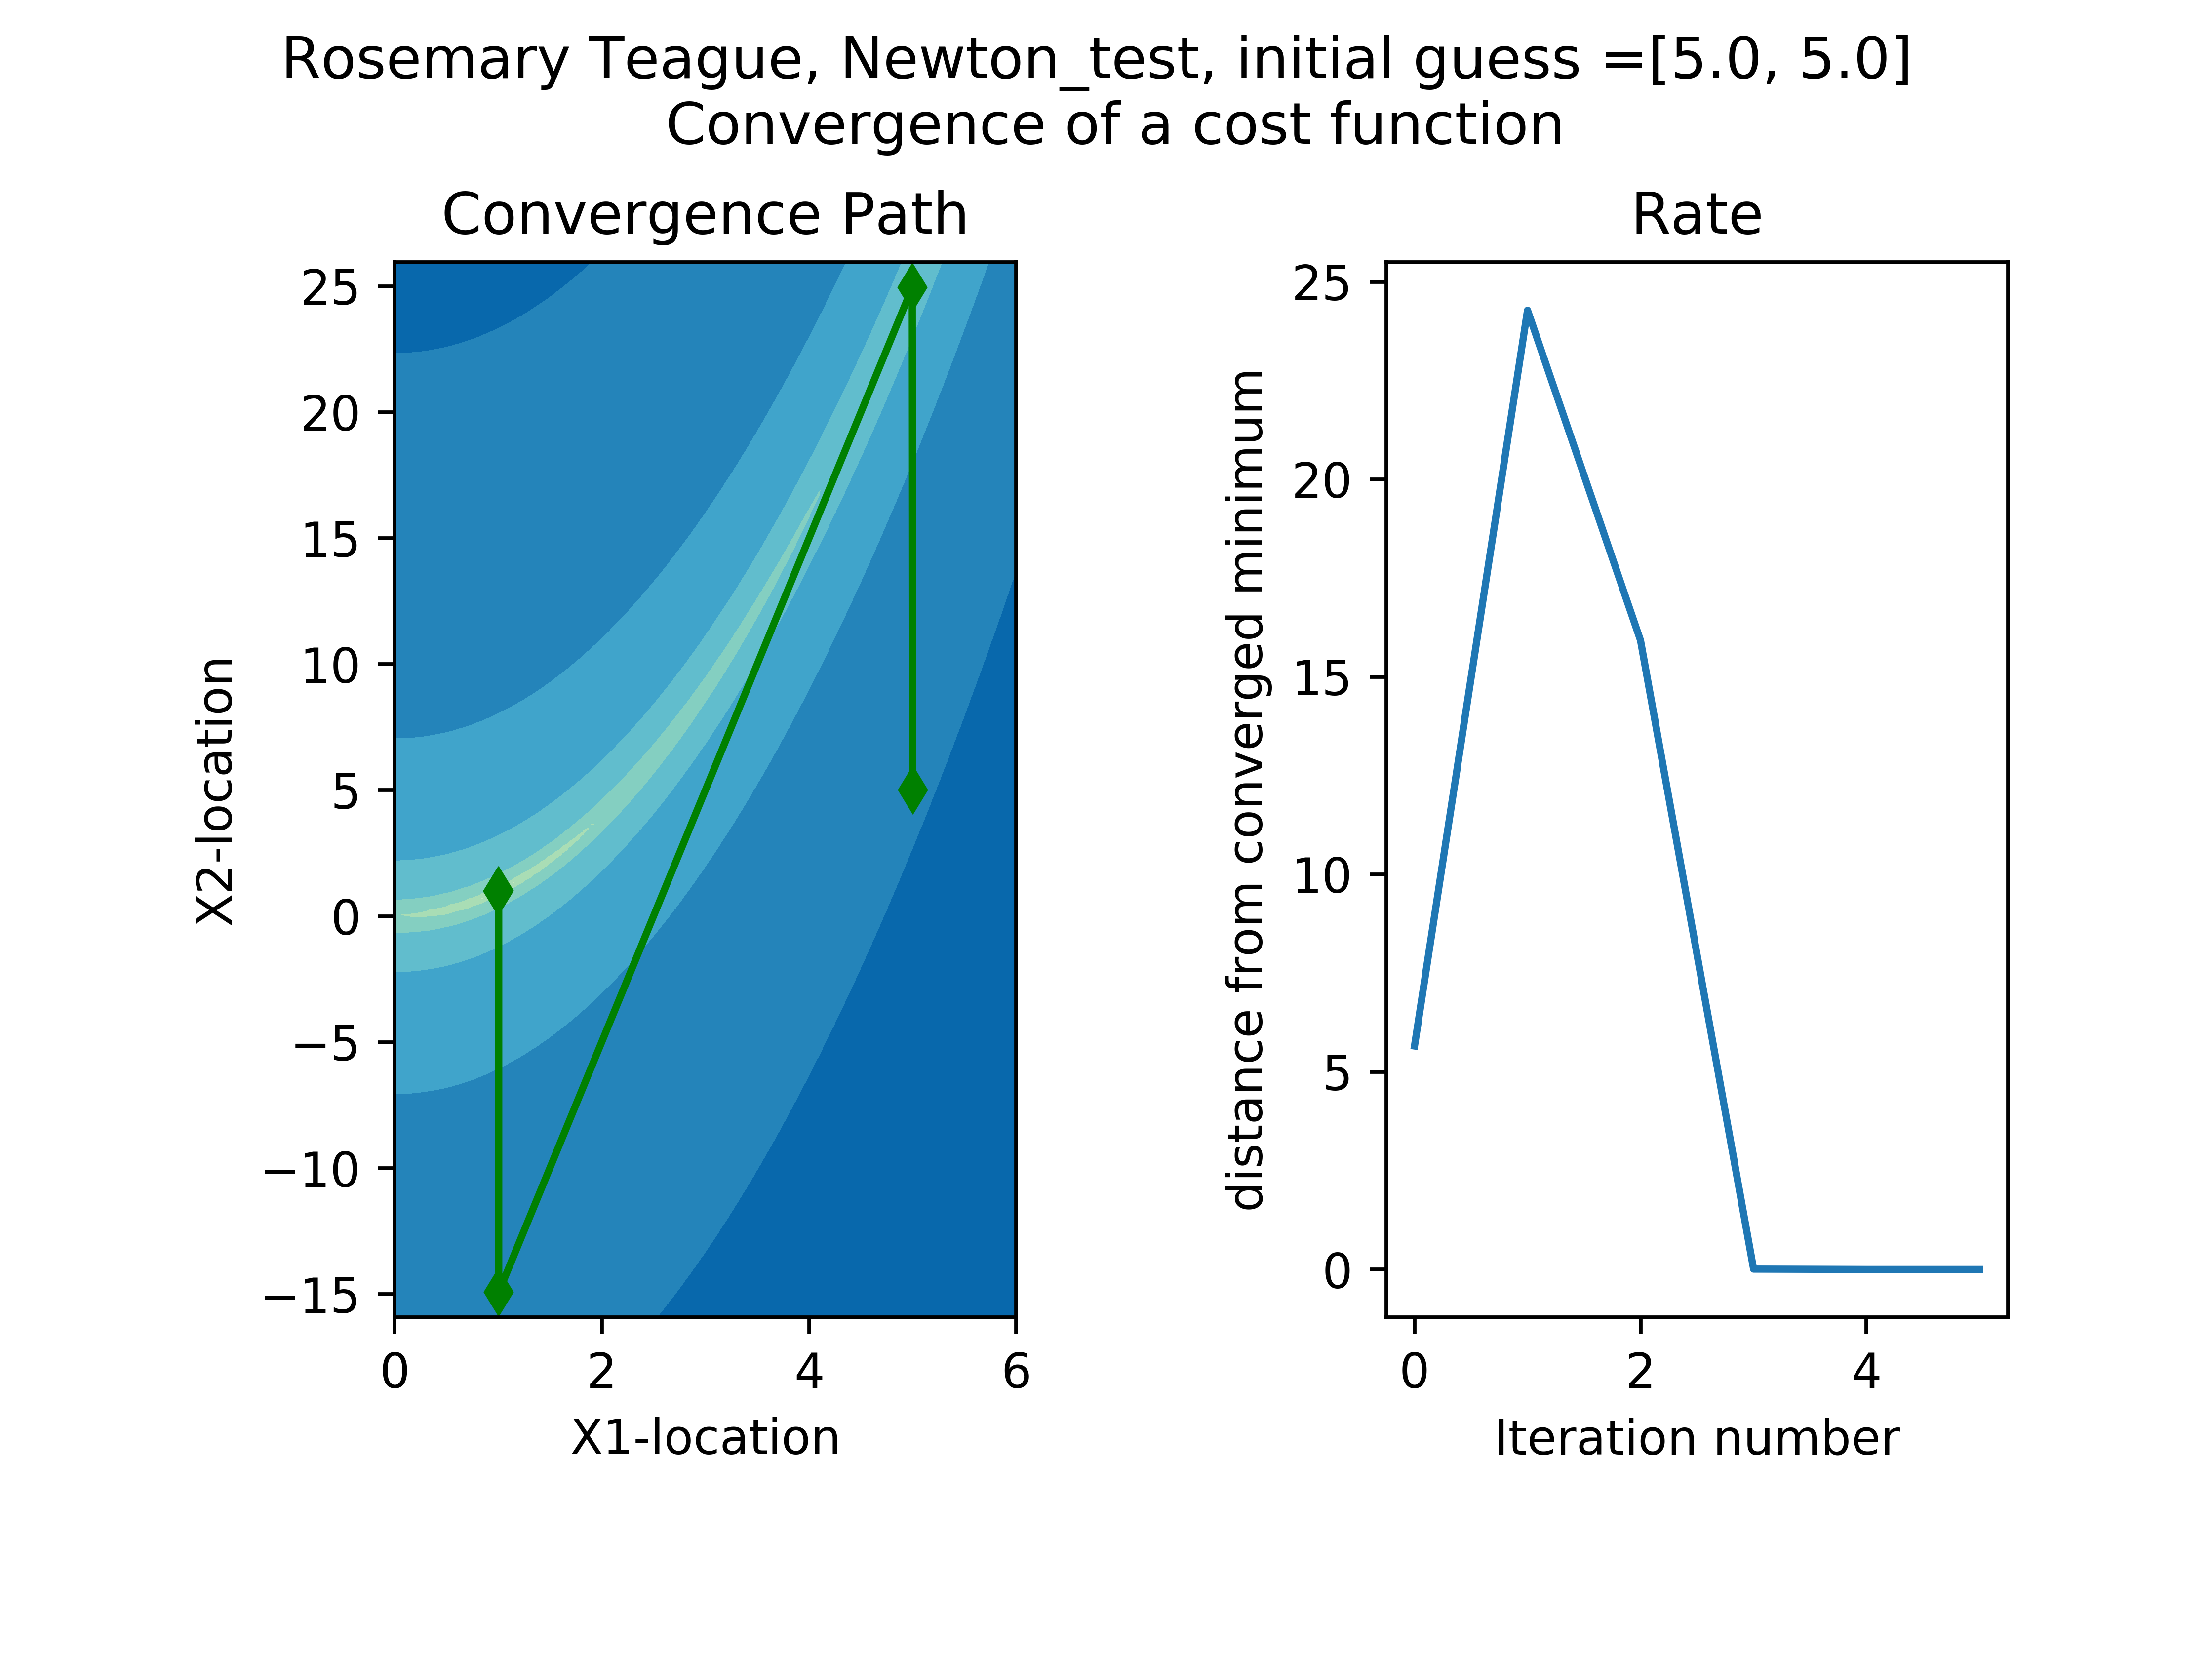 Rosemary Teague, Newton_test, initial guess =[5.0, 5.0]
Convergence of a cost function
Convergence Path
25
20
15
10
5
0
−5
−10
−15
X2-location
0 2 4 6
X1-location
Rate
25
20
15
10
5
0
distance from converged minimum
0 2 4
Iteration number